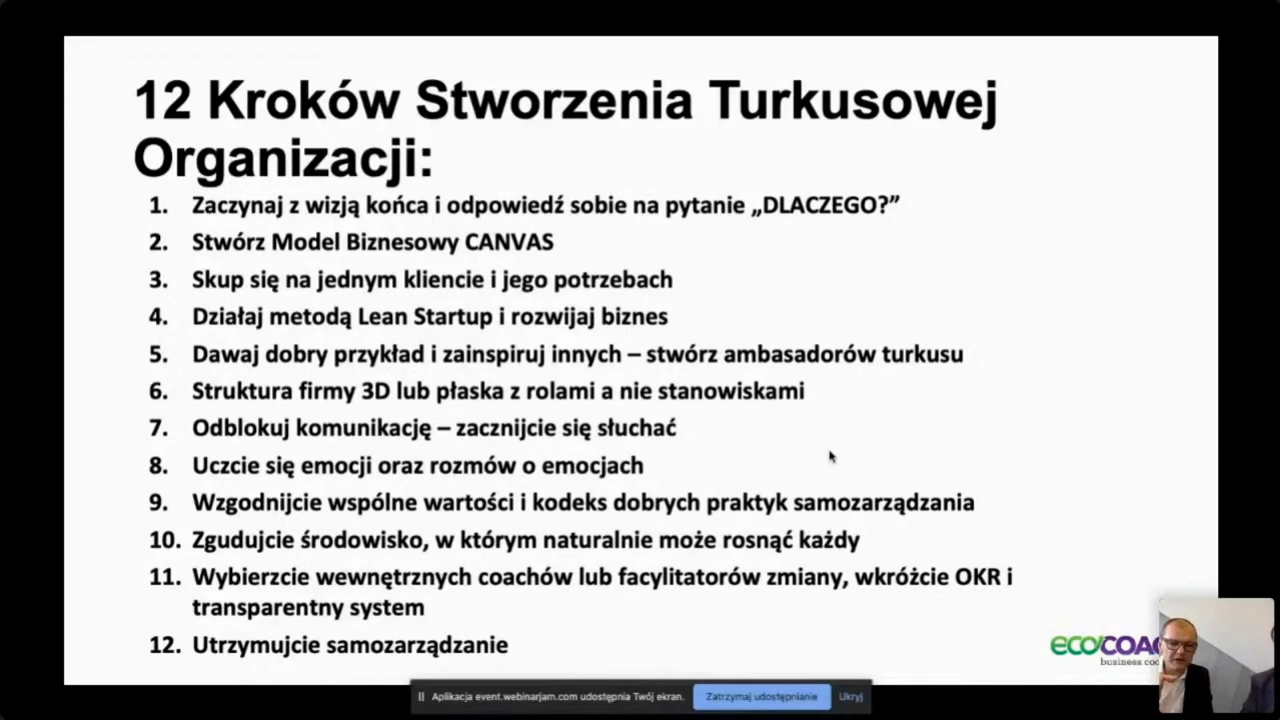 12 Kroków Stworzenia Turkusowej
Organizacji:
1. Zaczynaj z wizją końca i odpowiedź sobie na pytanie „DLACZEGO?”
2. Stwórz Model Biznesowy CANVAS
3. Skup się na jednym kliencie i jego potrzebach
4. Działaj metodą Lean Startup i rozwijaj biznes
5. Dawaj dobry przykład i zainspiruj innych – stwórz ambasadorów turkusu
6. Struktura firmy 3D lub płaska z rolami a nie stanowiskami
7. Odblokuj komunikację – zacznijcie się słuchać
8. Uczcie się emocji oraz rozmów o emocjach
9. Wzgodnijcie wspólne wartości i kodeks dobrych praktyk samozarządzania
10. Zgudujcie środowisko, w którym naturalnie może rosnąć każdy
11. Wybierzcie wewnętrznych coachów lub facylitatorów zmiany, wkróżcie OKR i
transparentny system
12. Utrzymujcie samozarządzanie
business
Aplikacja event.webinarjam.com udostępnia Twój ekran. Zatrzymaj udostępnianie Ukryj